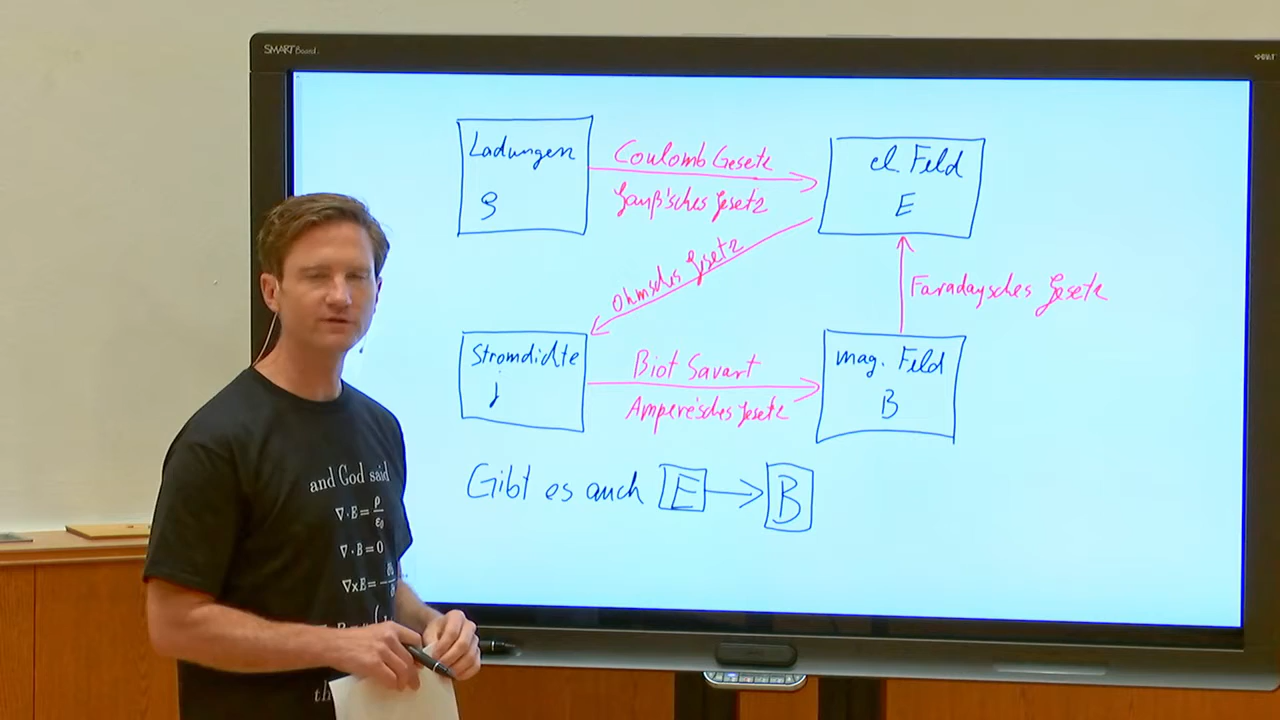 SMART Board
Ladungen
ρ
Coulomb Gesetz
Gauß'sches Gesetz
el. Feld
E
Ohmsches Gesetz
Faradaysches Gesetz
Stromdichte
j
Biot Savart
Ampere'sches Gesetz
mag. Feld
B
Gibt es auch E → B
and God said
∇·E = ρ/ε₀
∇·B = 0
∇xE = -